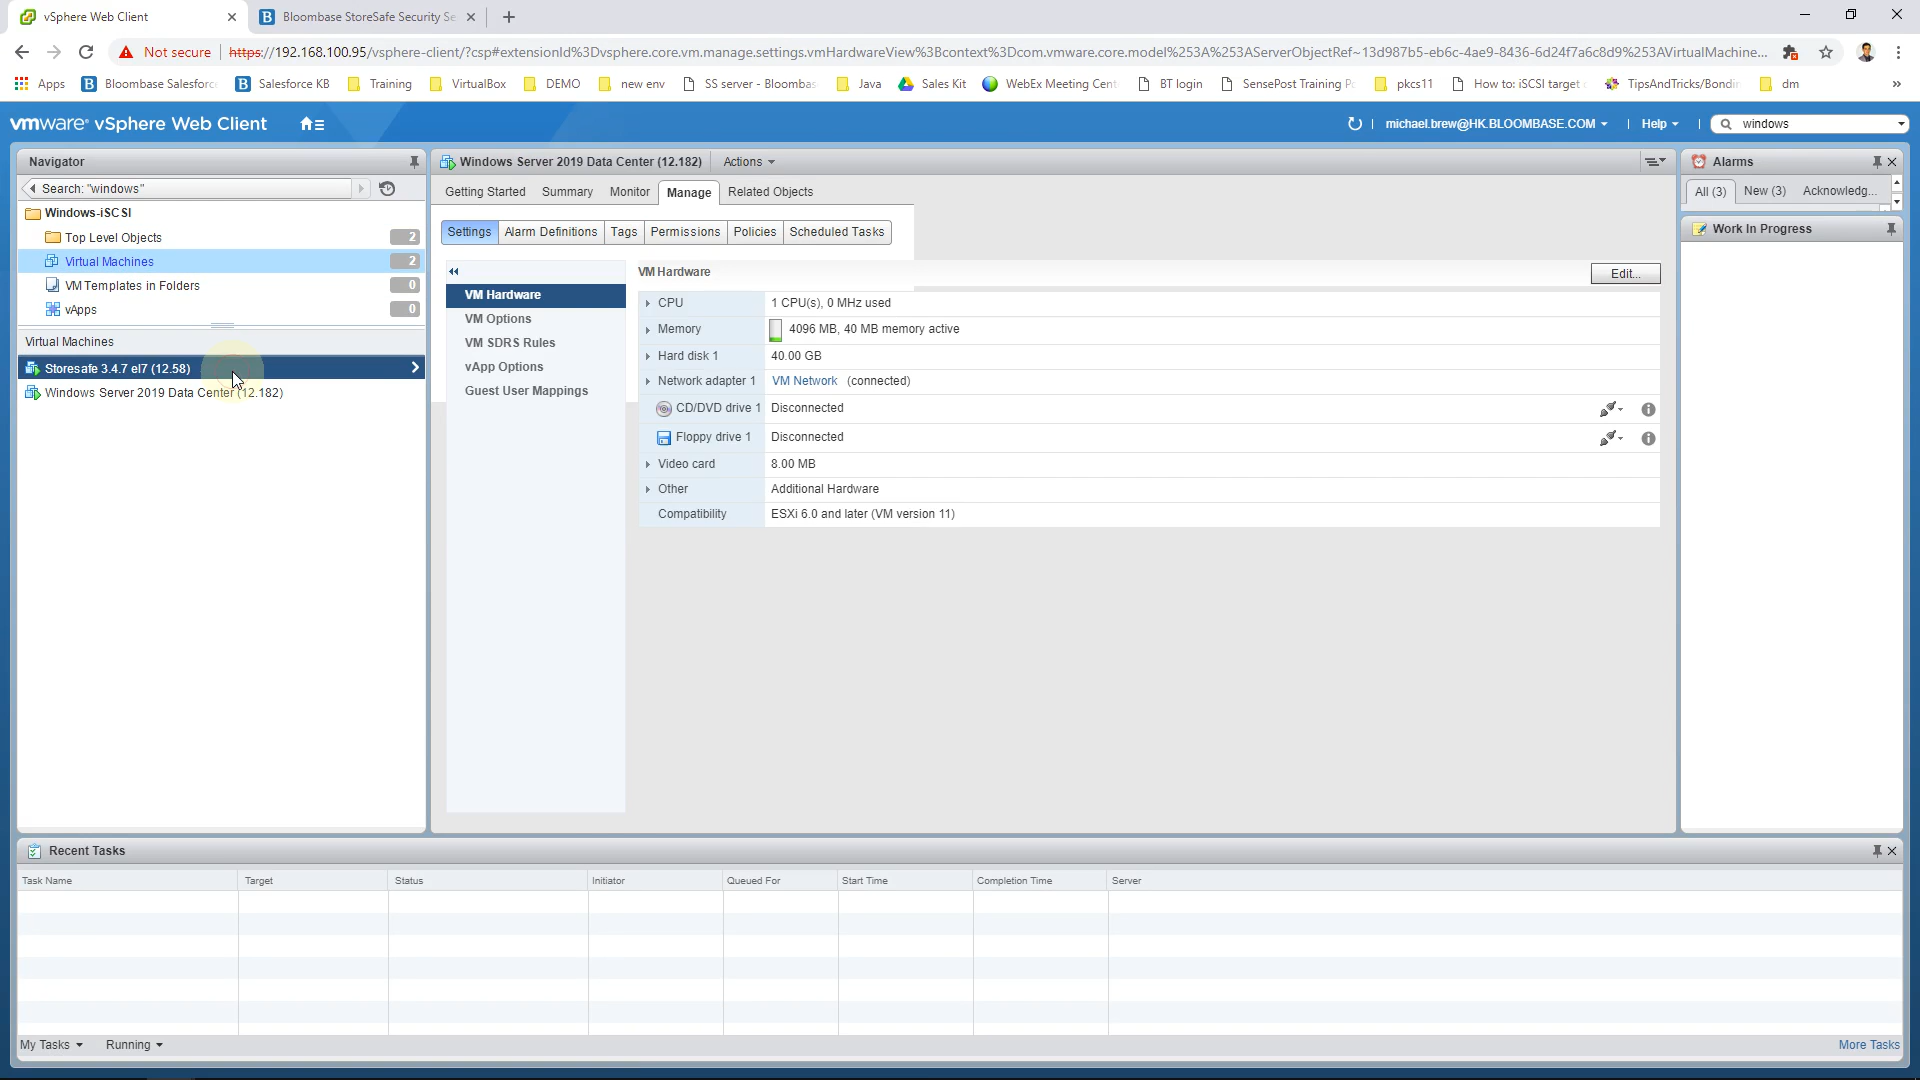 vSphere Web Client
Bloombase StoreSafe Security Se
Not secure
https://192.168.100.95/vsphere-client/?csp#extensionId%3Dvsphere.core.vm.manage.settings.vmHardwareView%3Bcontext%3Dcom.vmware.core.model%253A%253AServerObjectRef~13d987b5-eb6c-4ae9-8436-6d24f7a6c8d9%253AVirtualMachine...
Apps Bloombase Salesforc Salesforce KB Training VirtualBox DEMO new env SS server - Bloombas Java Sales Kit WebEx Meeting Cent BT login SensePost Training P pkcs11 How to: iSCSI target TipsAndTricks/Bondin dm »
vmware® vSphere Web Client
michael.brew@HK.BLOOMBASE.COM
Help
windows
Navigator
Search: "windows"
Windows-iSCSI
Top Level Objects 2
Virtual Machines 2
VM Templates in Folders 0
vApps 0
Virtual Machines
Storesafe 3.4.7 el7 (12.58)
Windows Server 2019 Data Center (12.182)
Windows Server 2019 Data Center (12.182) Actions
Getting Started Summary Monitor Manage Related Objects
Settings Alarm Definitions Tags Permissions Policies Scheduled Tasks
VM Hardware
VM Options
VM SDRS Rules
vApp Options
Guest User Mappings
VM Hardware
Edit...
CPU 1 CPU(s), 0 MHz used
Memory 4096 MB, 40 MB memory active
Hard disk 1 40.00 GB
Network adapter 1 VM Network (connected)
CD/DVD drive 1 Disconnected
Floppy drive 1 Disconnected
Video card 8.00 MB
Other Additional Hardware
Compatibility ESXi 6.0 and later (VM version 11)
Alarms
All (3) New (3) Acknowledg...
Work In Progress
Recent Tasks
Task Name Target Status Initiator Queued For Start Time Completion Time Server
My Tasks Running More Tasks